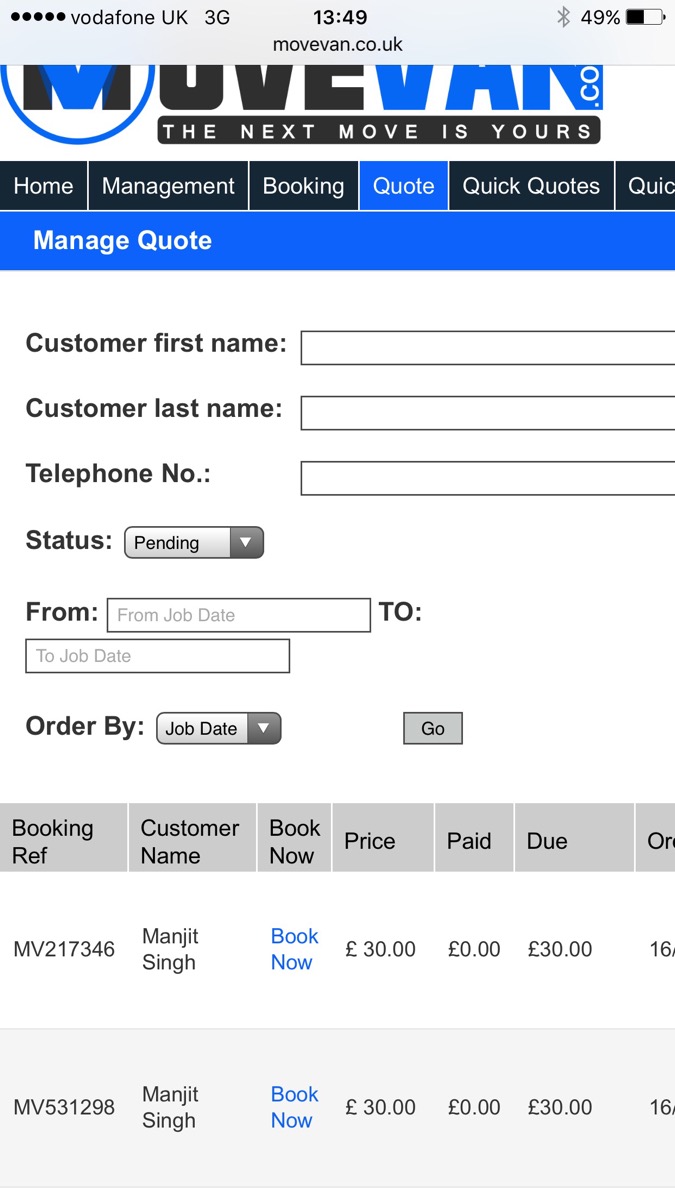 vodafone UK 3G 13:49 49%
movevan.co.uk
MOVEVAN.CO
THE NEXT MOVE IS YOURS
Home Management Booking Quote Quick Quotes Quic
Manage Quote
Customer first name:
Customer last name:
Telephone No.:
Status: Pending
From: From Job Date TO:
To Job Date
Order By: Job Date Go
Booking Customer Book Price Paid Due Or
Ref Name Now
MV217346 Manjit Book £ 30.00 £0.00 £30.00 16/
Singh Now
MV531298 Manjit Book £ 30.00 £0.00 £30.00 16/
Singh Now